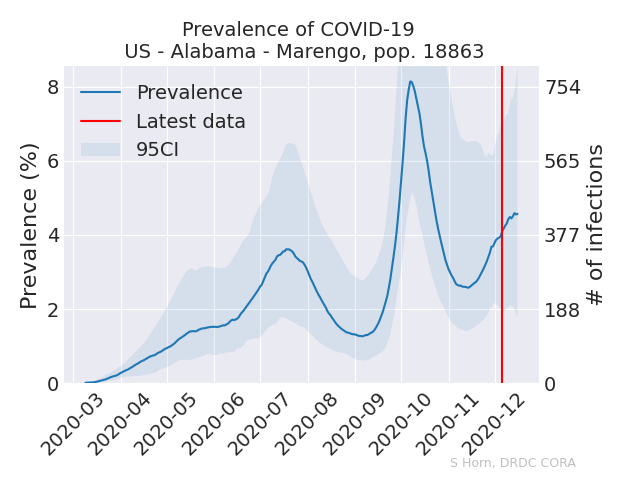 Prevalence of COVID-19
US - Alabama - Marengo, pop. 18863
Prevalence
Latest data
95CI
Prevalence (%)
8
6
4
2
0
754
565
377
188
0
# of infections
2020-03
2020-04
2020-05
2020-06
2020-07
2020-08
2020-09
2020-10
2020-11
2020-12
S Horn, DRDC CORA